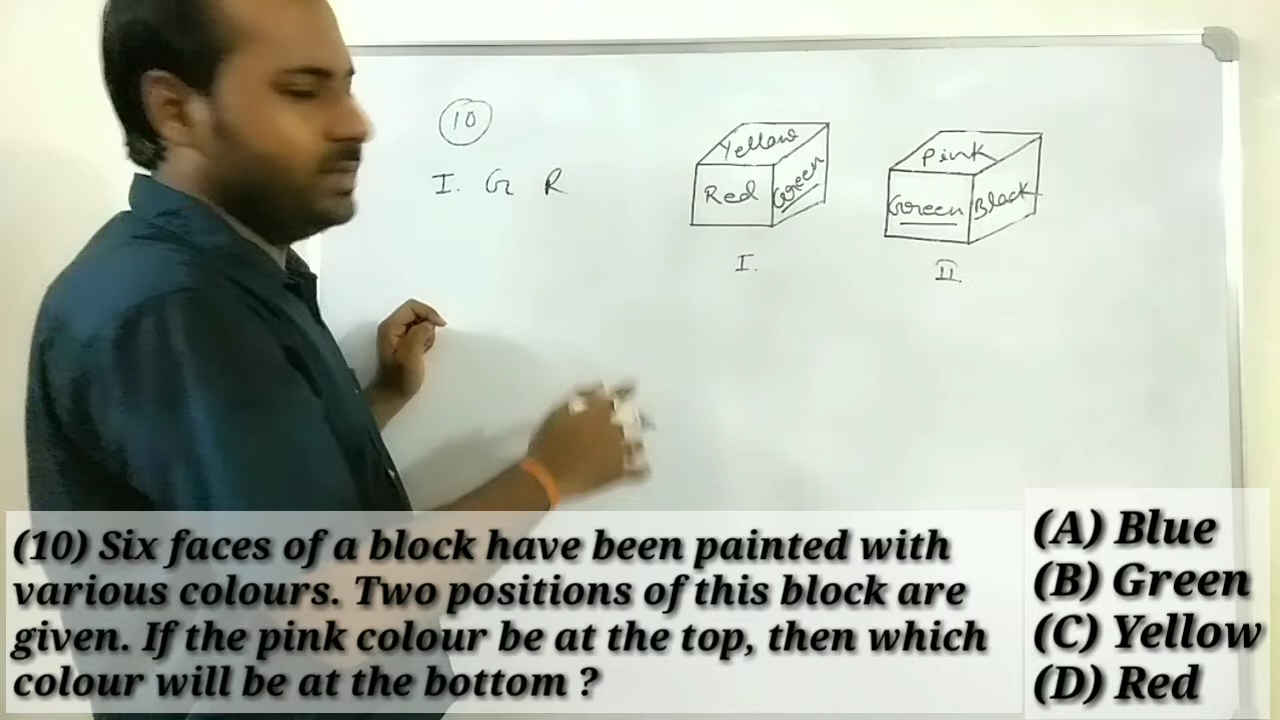 10
I. G R
Yellow
Red Green
I.
Pink
Green Black
II
(10) Six faces of a block have been painted with
various colours. Two positions of this block are
given. If the pink colour be at the top, then which
colour will be at the bottom ?
(A) Blue
(B) Green
(C) Yellow
(D) Red